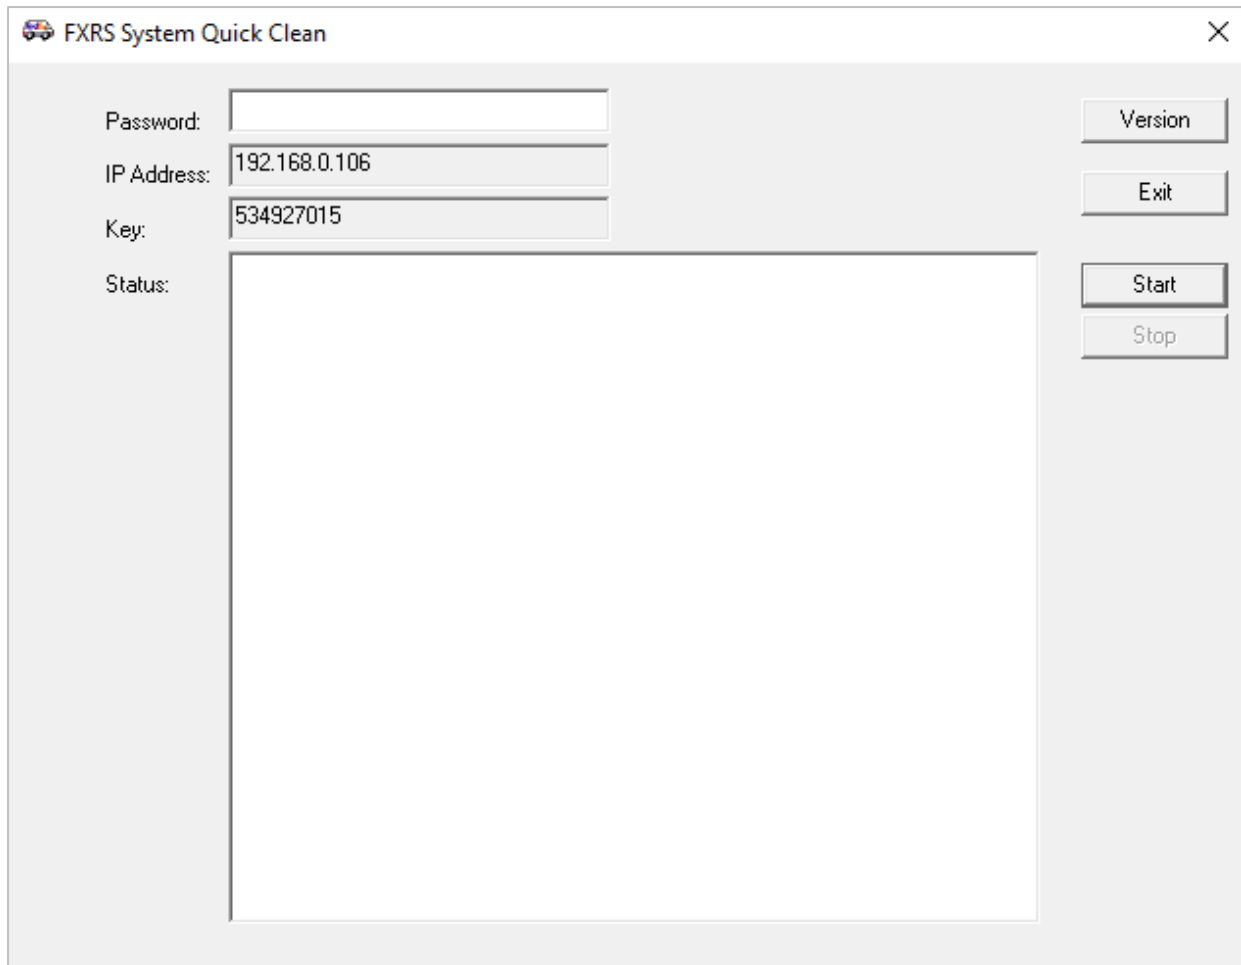 FXRS System Quick Clean
Password:
Version
IP Address: 192.168.0.106
Exit
Key: 534927015
Status:
Start
Stop